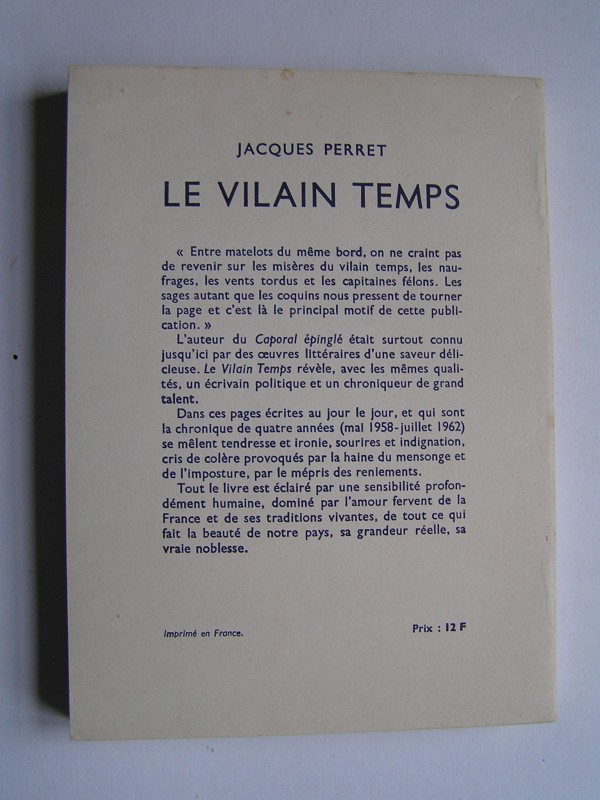 JACQUES PERRET
LE VILAIN TEMPS
« Entre matelots du même bord, on ne craint pas
de revenir sur les misères du vilain temps, les nau-
frages, les vents tordus et les capitaines félons. Les
sages autant que les coquins nous pressent de tourner
la page et c'est là le principal motif de cette publi-
cation. »
L'auteur du Caporal épinglé était surtout connu
jusqu'ici par des œuvres littéraires d'une saveur déli-
cieuse. Le Vilain Temps révèle, avec les mêmes quali-
tés, un écrivain politique et un chroniqueur de grand
talent.
Dans ces pages écrites au jour le jour, et qui sont
la chronique de quatre années (mai 1958-juillet 1962)
se mêlent tendresse et ironie, sourires et indignation,
cris de colère provoqués par la haine du mensonge et
de l'imposture, par le mépris des reniements.
Tout le livre est éclairé par une sensibilité profon-
dément humaine, dominé par l'amour fervent de la
France et de ses traditions vivantes, de tout ce qui
fait la beauté de notre pays, sa grandeur réelle, sa
vraie noblesse.
Imprimé en France.
Prix : 12 F